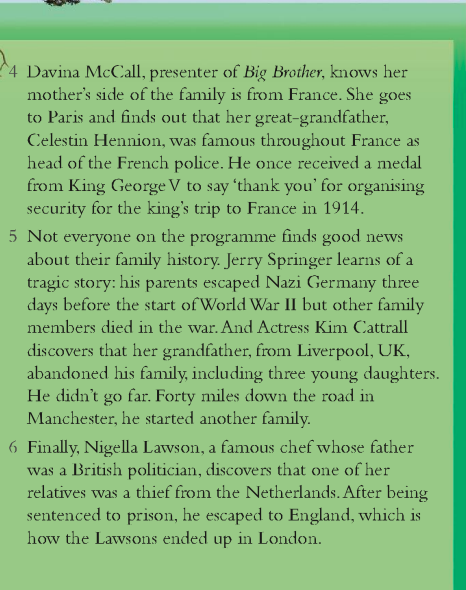 4 Davina McCall, presenter of Big Brother, knows her
mother's side of the family is from France. She goes
to Paris and finds out that her great-grandfather,
Celestin Hennion, was famous throughout France as
head of the French police. He once received a medal
from King George V to say 'thank you' for organising
security for the king's trip to France in 1914.
5 Not everyone on the programme finds good news
about their family history. Jerry Springer learns of a
tragic story: his parents escaped Nazi Germany three
days before the start of World War II but other family
members died in the war. And Actress Kim Cattrall
discovers that her grandfather, from Liverpool, UK,
abandoned his family, including three young daughters.
He didn't go far. Forty miles down the road in
Manchester, he started another family.
6 Finally, Nigella Lawson, a famous chef whose father
was a British politician, discovers that one of her
relatives was a thief from the Netherlands. After being
sentenced to prison, he escaped to England, which is
how the Lawsons ended up in London.